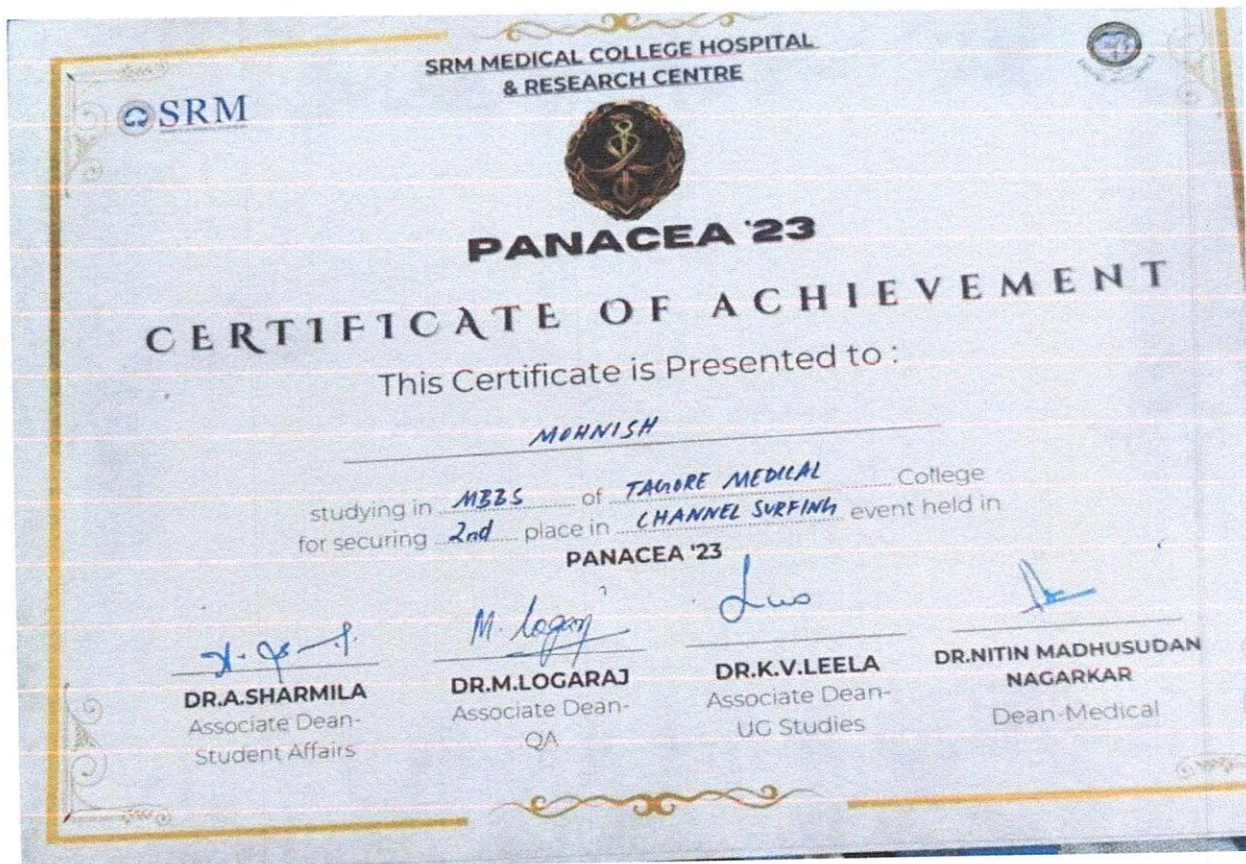 SRM MEDICAL COLLEGE HOSPITAL
& RESEARCH CENTRE
SRM
PANACEA '23
CERTIFICATE OF ACHIEVEMENT
This Certificate is Presented to :
MOHNISH
studying in MBBS of TAGORE MEDICAL College
for securing 2nd place in CHANNEL SURFING event held in
PANACEA '23
M. Logaraj
DR.A.SHARMILA
Associate Dean-
Student Affairs
DR.M.LOGARAJ
Associate Dean-
QA
DR.K.V.LEELA
Associate Dean-
UG Studies
DR.NITIN MADHUSUDAN
NAGARKAR
Dean-Medical